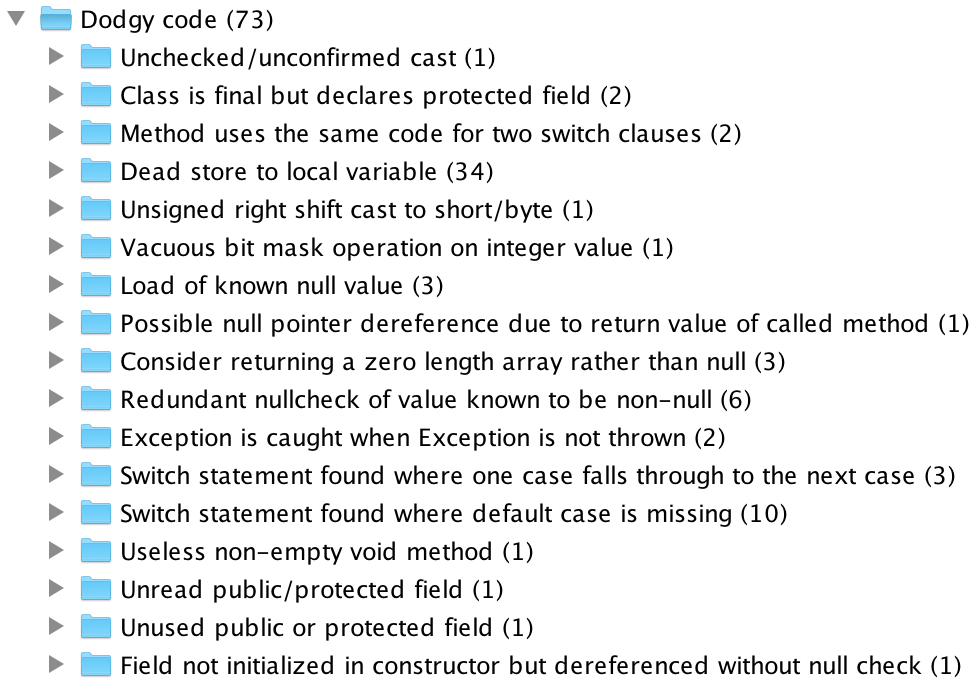 Dodgy code (73)
Unchecked/unconfirmed cast (1)
Class is final but declares protected field (2)
Method uses the same code for two switch clauses (2)
Dead store to local variable (34)
Unsigned right shift cast to short/byte (1)
Vacuous bit mask operation on integer value (1)
Load of known null value (3)
Possible null pointer dereference due to return value of called method (1)
Consider returning a zero length array rather than null (3)
Redundant nullcheck of value known to be non-null (6)
Exception is caught when Exception is not thrown (2)
Switch statement found where one case falls through to the next case (3)
Switch statement found where default case is missing (10)
Useless non-empty void method (1)
Unread public/protected field (1)
Unused public or protected field (1)
Field not initialized in constructor but dereferenced without null check (1)